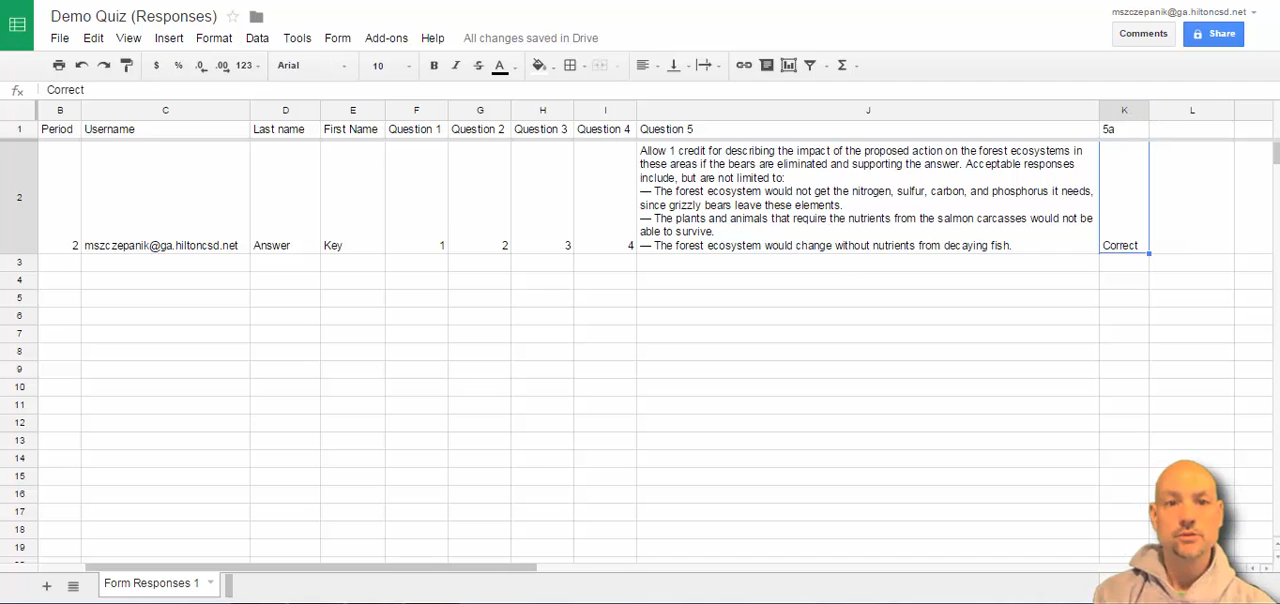 Demo Quiz (Responses)
mszczepanik@ga.hiltoncsd.net
File Edit View Insert Format Data Tools Form Add-ons Help All changes saved in Drive
Comments
Share
$ % .0 .00 123 Arial 10 B I S A Σ
fx Correct
B C D E F G H I J K L
1 Period Username Last name First Name Question 1 Question 2 Question 3 Question 4 Question 5 5a
Allow 1 credit for describing the impact of the proposed action on the forest ecosystems in
these areas if the bears are eliminated and supporting the answer. Acceptable responses
include, but are not limited to:
— The forest ecosystem would not get the nitrogen, sulfur, carbon, and phosphorus it needs,
since grizzly bears leave these elements.
— The plants and animals that require the nutrients from the salmon carcasses would not be
able to survive.
— The forest ecosystem would change without nutrients from decaying fish.
2 2 mszczepanik@ga.hiltoncsd.net Answer Key 1 2 3 4 Correct
3
4
5
6
7
8
9
10
11
12
13
14
15
16
17
18
19
Form Responses 1